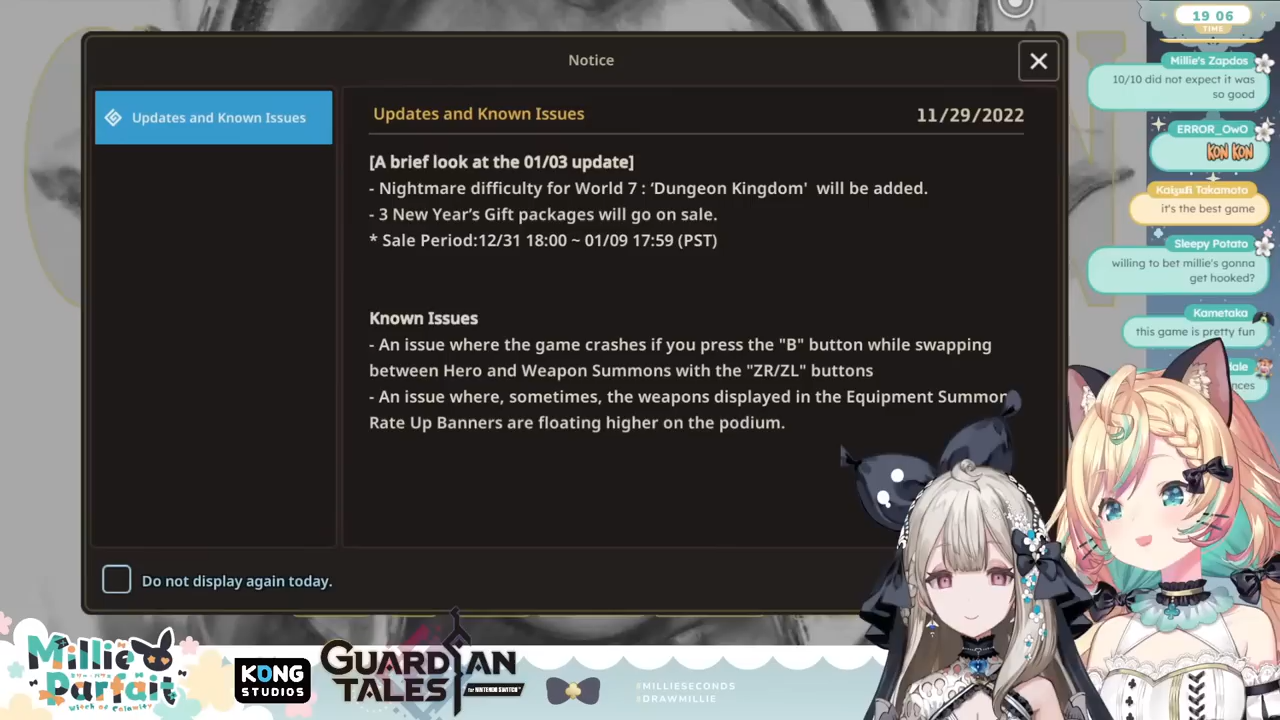 Notice
Updates and Known Issues
Updates and Known Issues
11/29/2022
[A brief look at the 01/03 update]
- Nightmare difficulty for World 7 : ‘Dungeon Kingdom' will be added.
- 3 New Year’s Gift packages will go on sale.
* Sale Period:12/31 18:00 ~ 01/09 17:59 (PST)
Known Issues
- An issue where the game crashes if you press the "B" button while swapping
between Hero and Weapon Summons with the "ZR/ZL" buttons
- An issue where, sometimes, the weapons displayed in the Equipment Summon
Rate Up Banners are floating higher on the podium.
Do not display again today.
19 06
TIME
Millie's Zapdos
10/10 did not expect it was
so good
ERROR_OwO
KON KON
Takamoto
it's the best game
Sleepy Potato
willing to bet millie's gonna
get hooked?
Kametaka
this game is pretty fun
Millie
Parfait
Witch of Calamity
KONG
STUDIOS
GUARDIAN
TALES
for NINTENDO SWITCH™
#MILLIESECONDS
#DRAWMILLIE